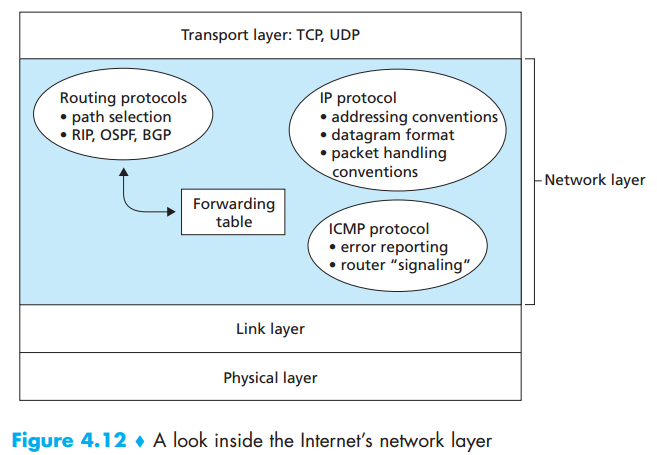 Transport layer: TCP, UDP
Routing protocols
• path selection
• RIP, OSPF, BGP
IP protocol
• addressing conventions
• datagram format
• packet handling
conventions
Network layer
Forwarding
table
ICMP protocol
• error reporting
• router “signaling”
Link layer
Physical layer
Figure 4.12 ♦ A look inside the Internet’s network layer